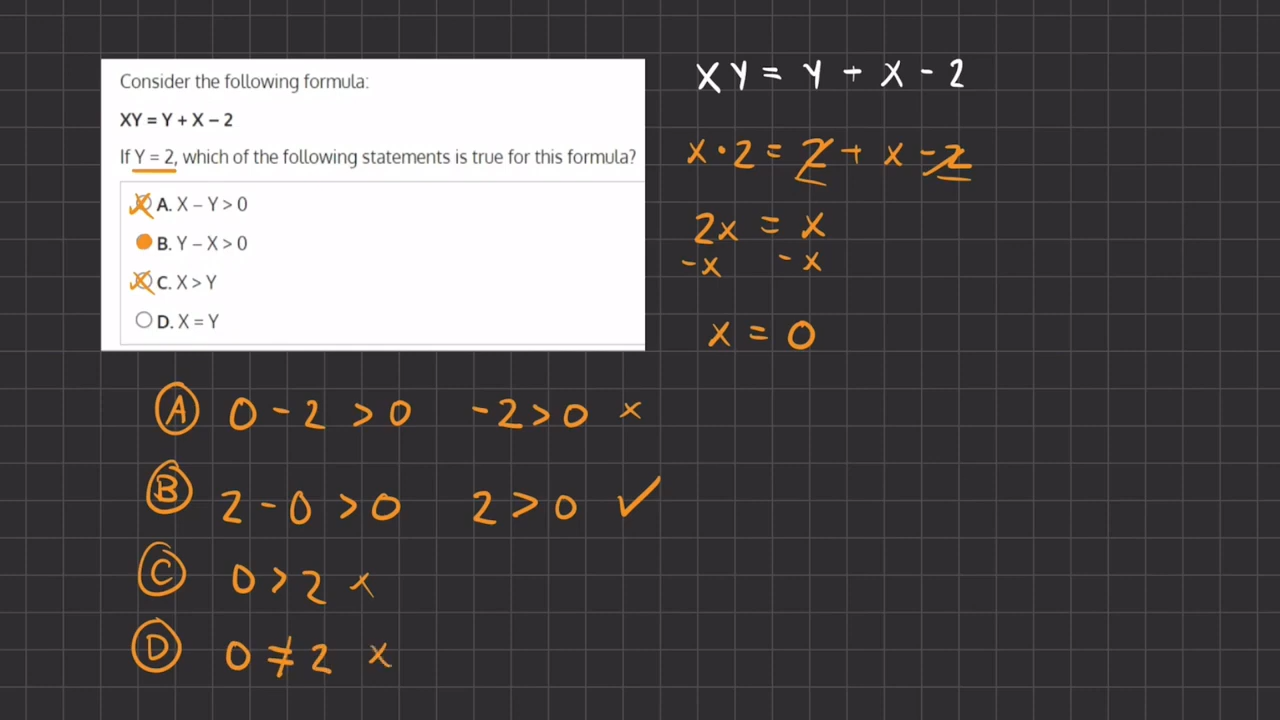 Consider the following formula:
XY = Y + X – 2
If Y = 2, which of the following statements is true for this formula?
A. X – Y > 0
B. Y – X > 0
C. X > Y
D. X = Y
XY = Y + X - 2
x · 2 = 2 + x - 2
2x = x
-x -x
x = 0
A 0 - 2 > 0 -2 > 0 ×
B 2 - 0 > 0 2 > 0 ✓
C 0 > 2 ×
D 0 ≠ 2 ×